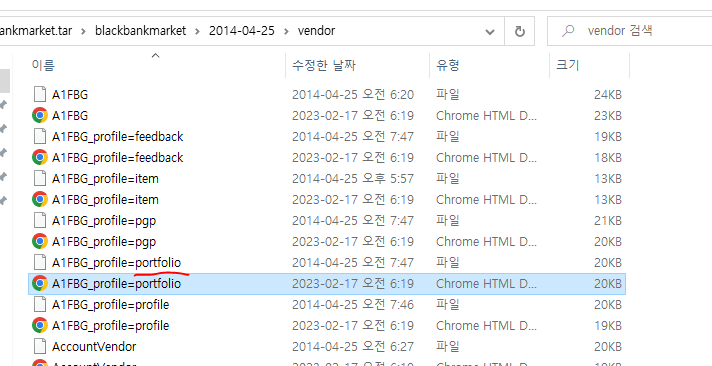 ankmarket.tar > blackbankmarket > 2014-04-25 > vendor vendor 검색
이름 수정한 날짜 유형 크기
A1FBG 2014-04-25 오전 6:20 파일 24KB
A1FBG 2023-02-17 오전 6:19 Chrome HTML D... 23KB
A1FBG_profile=feedback 2014-04-25 오전 7:47 파일 19KB
A1FBG_profile=feedback 2023-02-17 오전 6:19 Chrome HTML D... 18KB
A1FBG_profile=item 2014-04-25 오후 5:57 파일 13KB
A1FBG_profile=item 2023-02-17 오전 6:19 Chrome HTML D... 13KB
A1FBG_profile=pgp 2014-04-25 오전 7:47 파일 21KB
A1FBG_profile=pgp 2023-02-17 오전 6:19 Chrome HTML D... 20KB
A1FBG_profile=portfolio 2014-04-25 오전 7:47 파일 20KB
A1FBG_profile=portfolio 2023-02-17 오전 6:19 Chrome HTML D... 20KB
A1FBG_profile=profile 2014-04-25 오전 7:46 파일 20KB
A1FBG_profile=profile 2023-02-17 오전 6:19 Chrome HTML D... 19KB
AccountVendor 2014-04-25 오전 6:27 파일 20KB